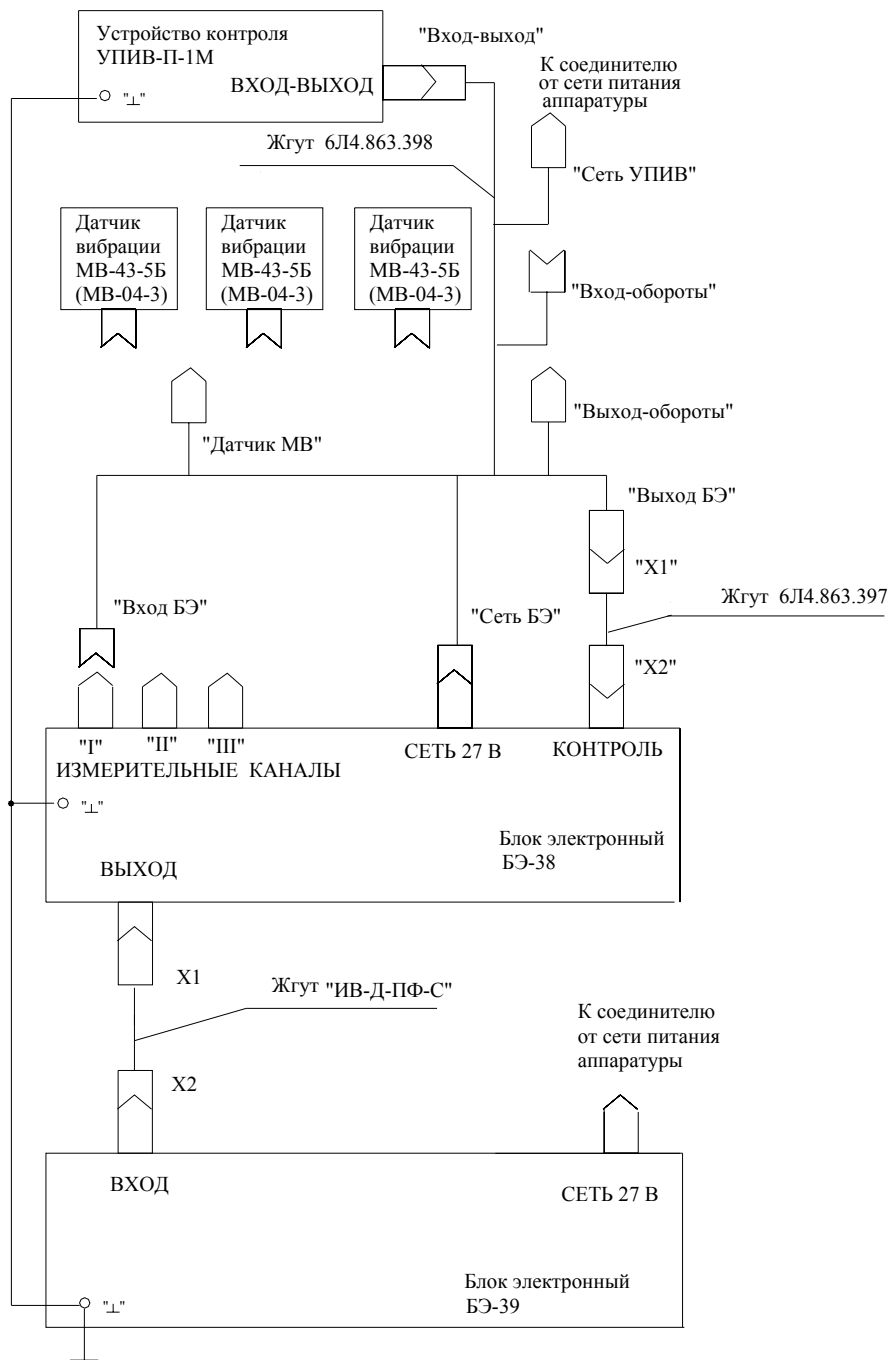 Устройство контроля
УПИВ-П-1М
ВХОД-ВЫХОД
"⊥"
"Вход-выход"
К соединителю
от сети питания
аппаратуры
Жгут 6Л4.863.398
"Сеть УПИВ"
Датчик
вибрации
МВ-43-5Б
(МВ-04-3)
Датчик
вибрации
МВ-43-5Б
(МВ-04-3)
Датчик
вибрации
МВ-43-5Б
(МВ-04-3)
"Вход-обороты"
"Выход-обороты"
"Датчик МВ"
"Выход БЭ"
"Х1"
"Вход БЭ"
"Сеть БЭ"
Жгут 6Л4.863.397
"Х2"
"I"
"II"
"III"
СЕТЬ 27 В
КОНТРОЛЬ
ИЗМЕРИТЕЛЬНЫЕ КАНАЛЫ
"⊥"
Блок электронный
БЭ-38
ВЫХОД
Х1
Жгут "ИВ-Д-ПФ-С"
К соединителю
от сети питания
аппаратуры
Х2
ВХОД
СЕТЬ 27 В
Блок электронный
БЭ-39
"⊥"